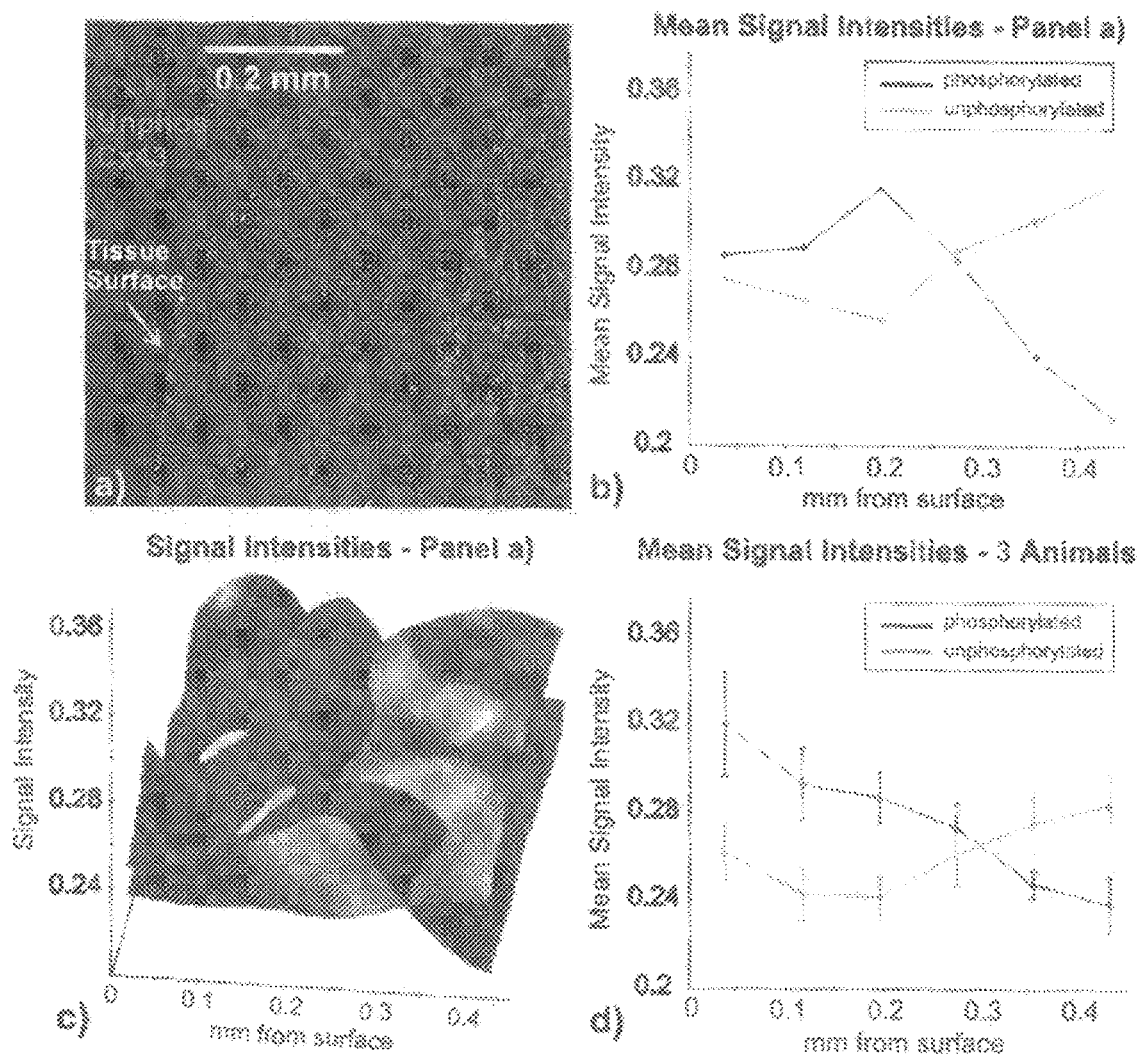 0.2 mm
Tissue
Surface
a)
Mean Signal Intensities - Panel a)
phosphorylated
unphosphorylated
Mean Signal Intensity
0.36
0.32
0.28
0.24
0.2
0 0.1 0.2 0.3 0.4
mm from surface
b)
Signal Intensities - Panel a)
Signal Intensity
0.36
0.32
0.28
0.24
0 0.1 0.2 0.3 0.4
mm from surface
c)
Mean Signal Intensities - 3 Animals
phosphorylated
unphosphorylated
Mean Signal Intensity
0.36
0.32
0.28
0.24
0.2
0 0.1 0.2 0.3 0.4
mm from surface
d)